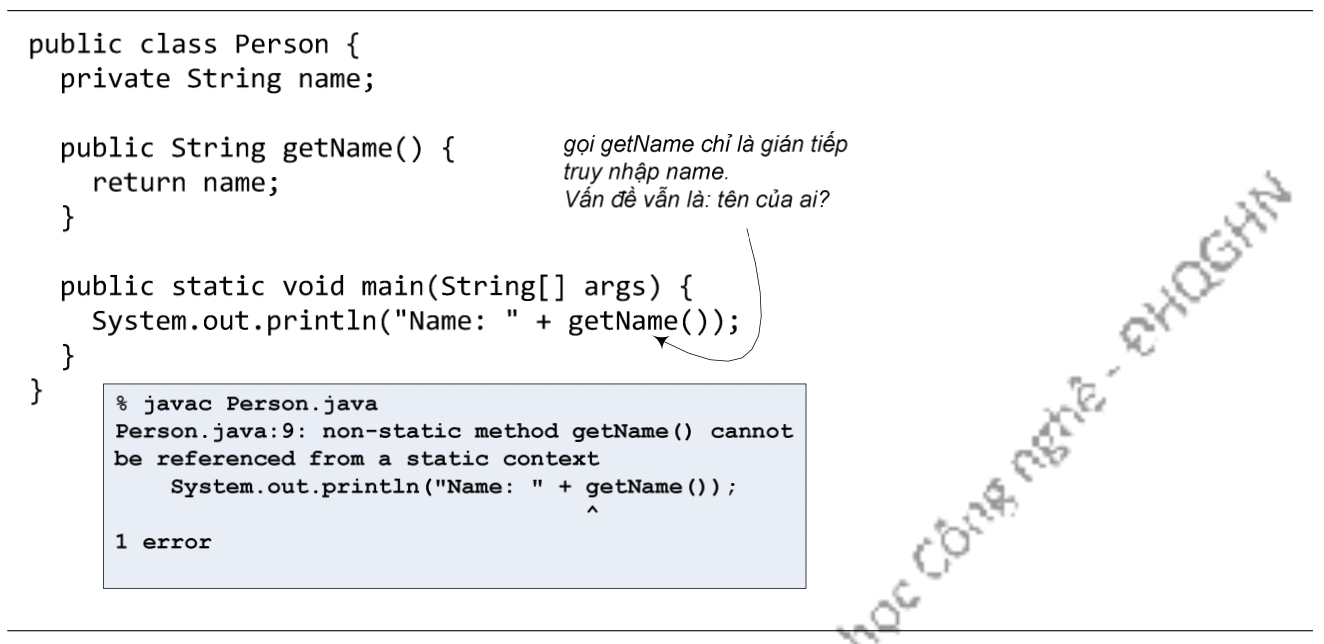 public class Person {
private String name;
public String getName() {
return name;
}
gọi getName chỉ là gián tiếp
truy nhập name.
Vấn đề vẫn là: tên của ai?
public static void main(String[] args) {
System.out.println("Name: " + getName());
}
}
% javac Person.java
Person.java:9: non-static method getName() cannot
be referenced from a static context
System.out.println("Name: " + getName());
^
1 error
học Công nghệ - ĐHQGHN